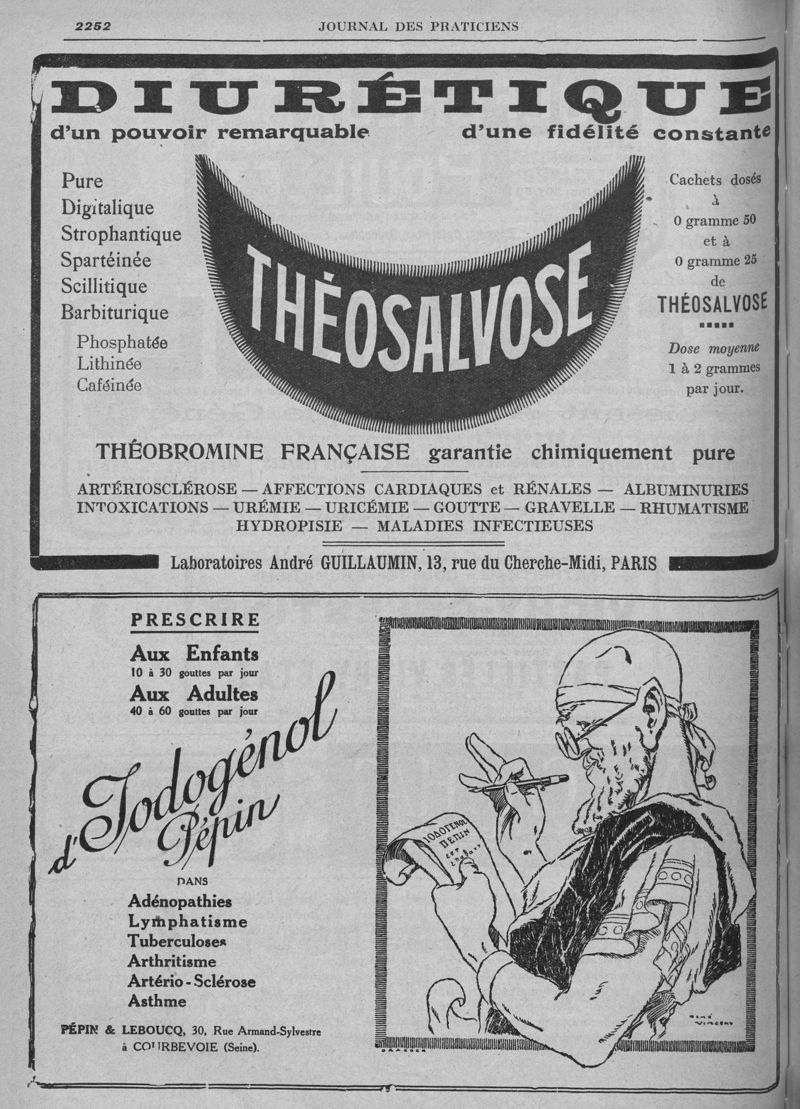 2252
JOURNAL DES PRATICIENS
DIURÉTIQUE
d'un pouvoir remarquable
d'une fidélité constante
Pure
Digitalique
Strophantique
Spartéinée
Scillitique
Barbiturique
Phosphatée
Lithinée
Caféinée
THÉOSALVOSE
Cachets dosés
à
0 gramme 50
et à
0 gramme 25
de
THÉOSALVOSE
Dose moyenne
1 à 2 grammes
par jour.
THÉOBROMINE FRANÇAISE garantie chimiquement pure
ARTÉRIOSCLÉROSE — AFFECTIONS CARDIAQUES et RÉNALES — ALBUMINURIES
INTOXICATIONS — URÉMIE — URICÉMIE — GOUTTE — GRAVELLE — RHUMATISME
HYDROPISIE — MALADIES INFECTIEUSES
Laboratoires André GUILLAUMIN, 13, rue du Cherche-Midi, PARIS
PRESCRIRE
Aux Enfants
10 à 30 gouttes par jour
Aux Adultes
40 à 60 gouttes par jour
d'Iodogénol
Pépin
DANS
Adénopathies
Lymphatisme
Tuberculoses
Arthritisme
Artério-Sclérose
Asthme
PÉPIN & LEBOUCQ, 30, Rue Armand-Sylvestre
à COURBEVOIE (Seine).
ΙΟΔΟΓΕΝΟΛ
ΠΕΠΙΝ
RENÉ
VINCENT
DRAEGER